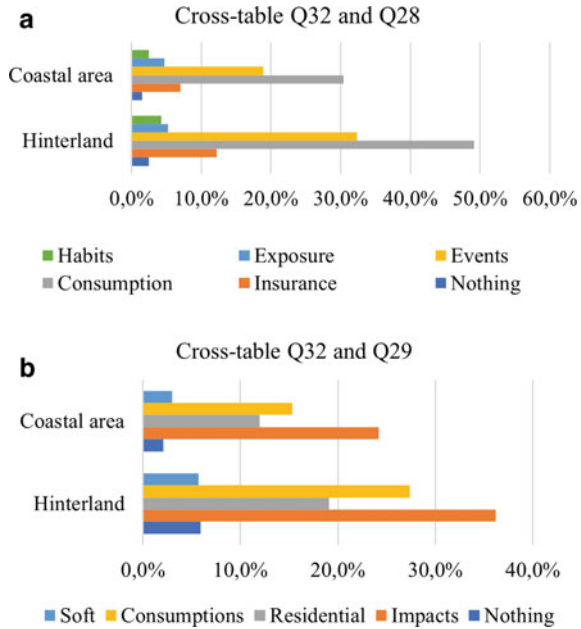 a
Cross-table Q32 and Q28
Coastal area
Hinterland
0,0% 10,0% 20,0% 30,0% 40,0% 50,0% 60,0%
Habits Exposure Events
Consumption Insurance Nothing
b
Cross-table Q32 and Q29
Coastal area
Hinterland
0,0% 10,0% 20,0% 30,0% 40,0%
Soft Consumptions Residential Impacts Nothing